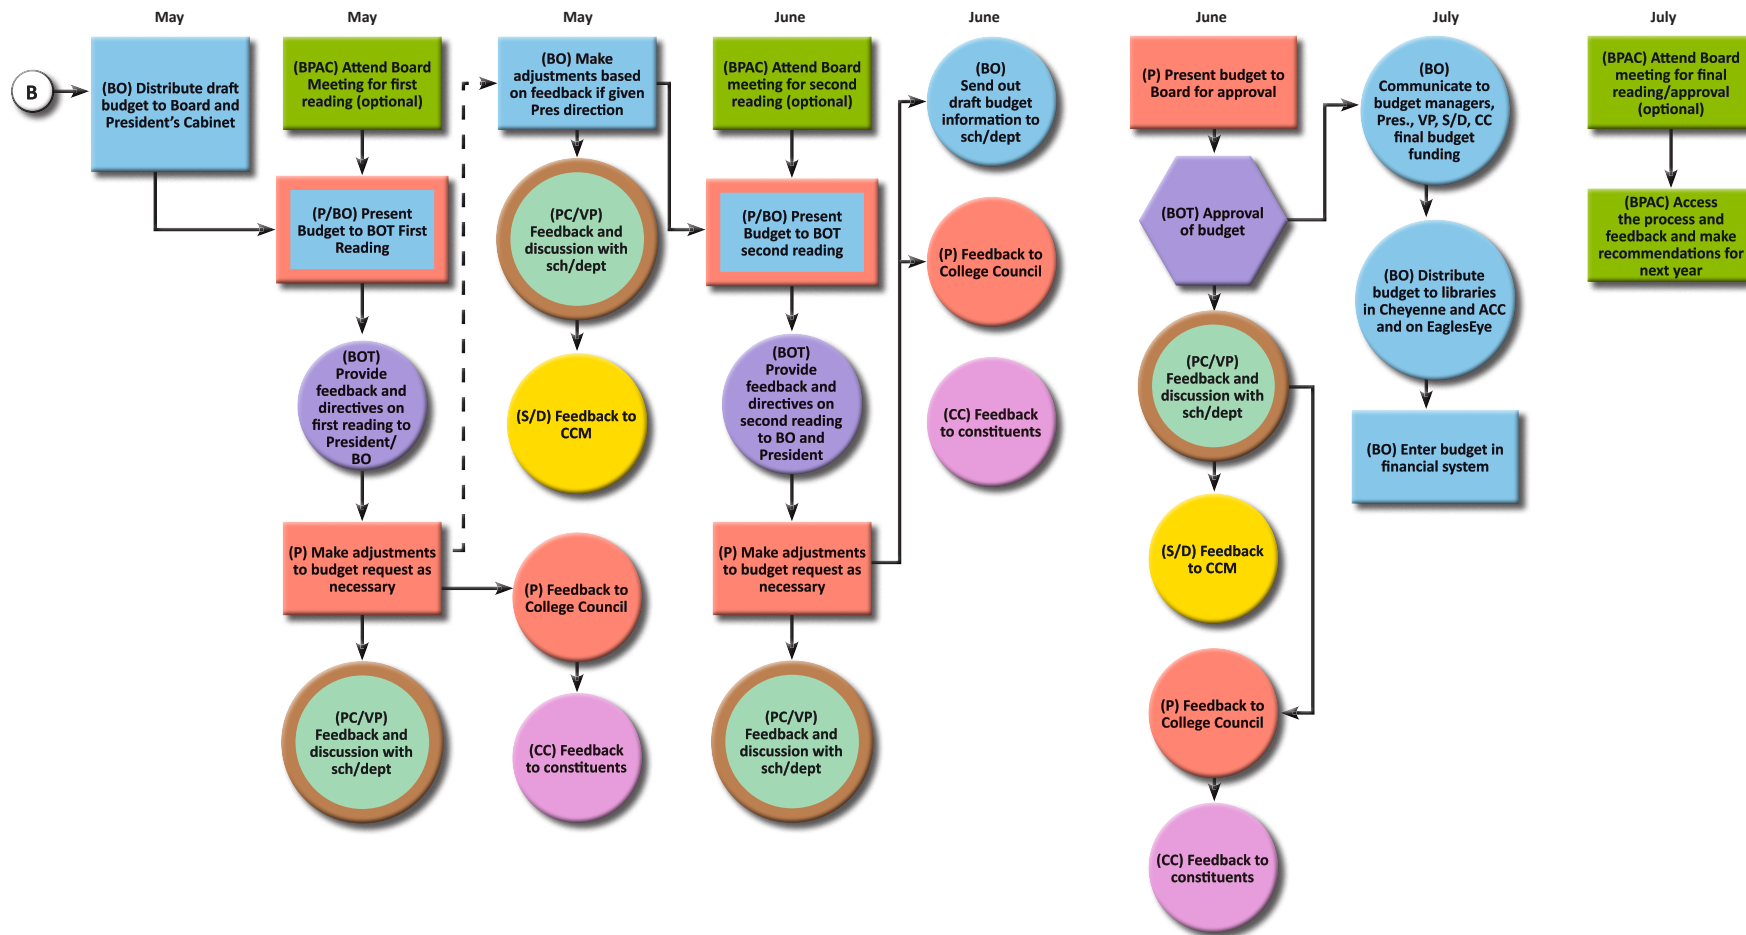 May
May
May
June
June
June
July
July
B
(BO) Distribute draft
budget to Board and
President's Cabinet
(BPAC) Attend Board
Meeting for first
reading (optional)
(P/BO) Present
Budget to BOT First
Reading
(BOT)
Provide
feedback and
directives on
first reading to
President/
BO
(P) Make adjustments
to budget request as
necessary
(PC/VP)
Feedback and
discussion with
sch/dept
(BO) Make
adjustments based
on feedback if given
Pres direction
(PC/VP)
Feedback and
discussion with
sch/dept
(S/D) Feedback to
CCM
(P) Feedback to
College Council
(CC) Feedback
to constituents
(BPAC) Attend Board
meeting for second
reading (optional)
(P/BO) Present
Budget to BOT
second reading
(BOT)
Provide
feedback and
directives on
second reading
to BO and
President
(P) Make adjustments
to budget request as
necessary
(PC/VP)
Feedback and
discussion with
sch/dept
(BO)
Send out
draft budget
information to
sch/dept
(P) Feedback to
College Council
(CC) Feedback
to constituents
(P) Present budget to
Board for approval
(BOT) Approval
of budget
(PC/VP)
Feedback and
discussion with
sch/dept
(S/D) Feedback
to CCM
(P) Feedback to
College Council
(CC) Feedback to
constituents
(BO)
Communicate to
budget managers,
Pres., VP, S/D, CC
final budget
funding
(BO) Distribute
budget to libraries
in Cheyenne and ACC
and on EaglesEye
(BO) Enter budget in
financial system
(BPAC) Attend Board
meeting for final
reading/approval
(optional)
(BPAC) Access
the process and
feedback and make
recommendations for
next year